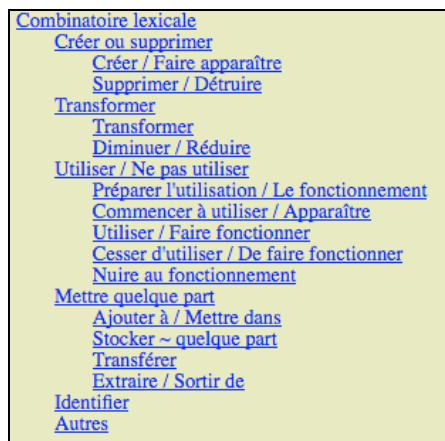 Combinatoire lexicale
Créer ou supprimer
Créer / Faire apparaître
Supprimer / Détruire
Transformer
Transformer
Diminuer / Réduire
Utiliser / Ne pas utiliser
Préparer l'utilisation / Le fonctionnement
Commencer à utiliser / Apparaître
Utiliser / Faire fonctionner
Cesser d'utiliser / De faire fonctionner
Nuire au fonctionnement
Mettre quelque part
Ajouter à / Mettre dans
Stocker ~ quelque part
Transférer
Extraire / Sortir de
Identifier
Autres